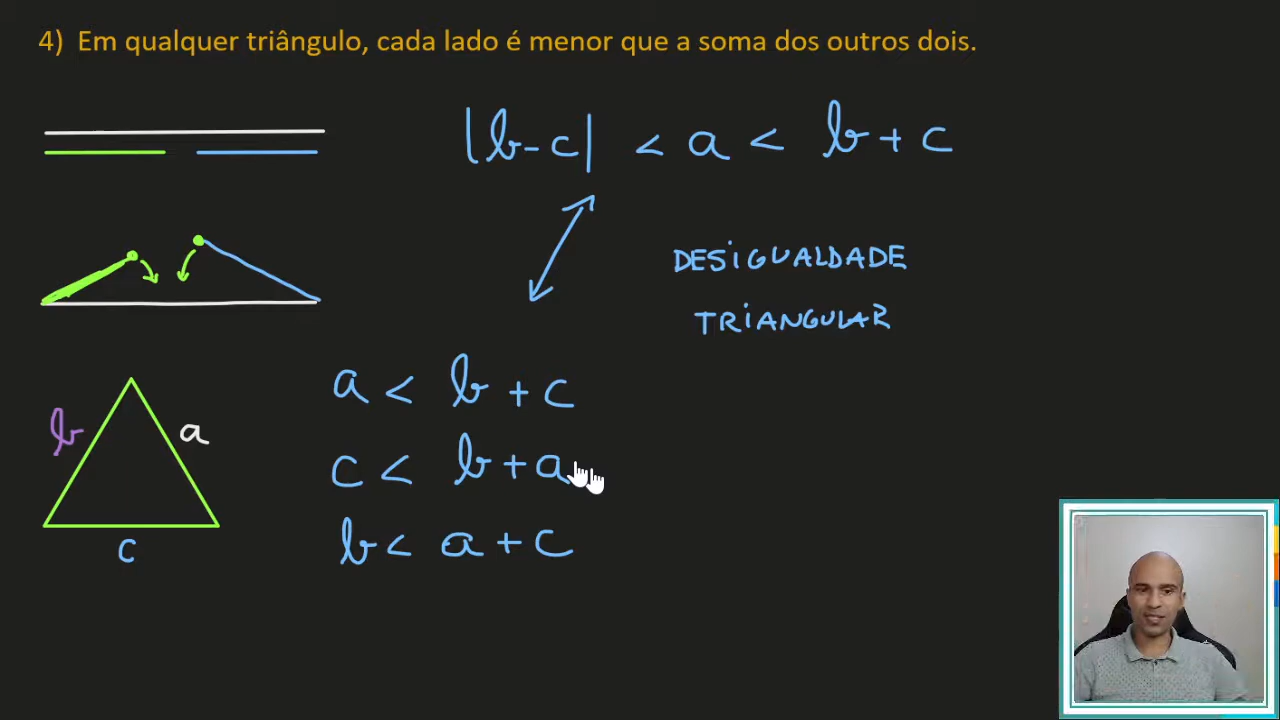 4) Em qualquer triângulo, cada lado é menor que a soma dos outros dois.
|b-c| < a < b + c
DESIGUALDADE
TRIANGULAR
a < b + c
b
a
c < b + a
c
b < a + c